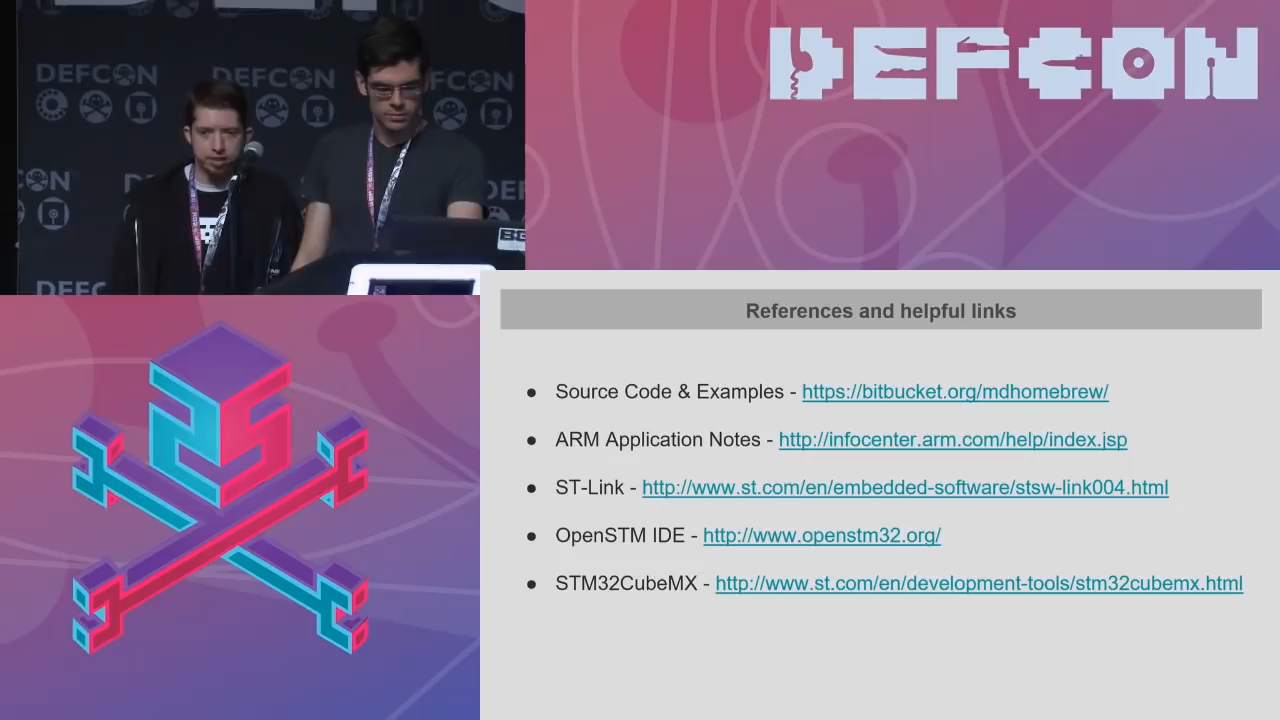 DEFCON
DEFCON
DEFCON
References and helpful links
● Source Code & Examples - https://bitbucket.org/mdhomebrew/
● ARM Application Notes - http://infocenter.arm.com/help/index.jsp
● ST-Link - http://www.st.com/en/embedded-software/stsw-link004.html
● OpenSTM IDE - http://www.openstm32.org/
● STM32CubeMX - http://www.st.com/en/development-tools/stm32cubemx.html